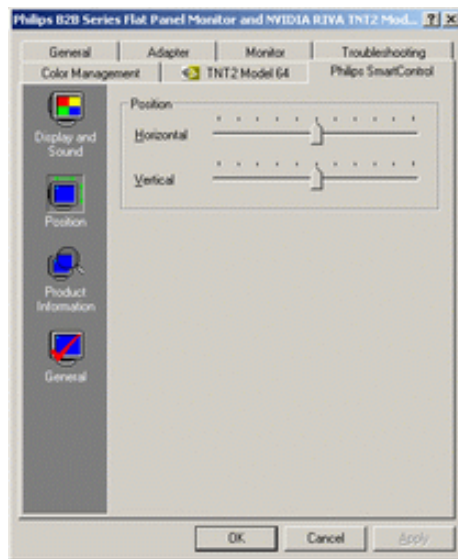 Philips B2B Series Flat Panel Monitor and NVIDIA RIVA TNT2 Mod...
General Adapter Monitor Troubleshooting
Color Management TNT2 Model 64 Philips SmartControl
Position
Horizontal
Vertical
Display and
Sound
Position
Product
Information
General
OK Cancel Apply